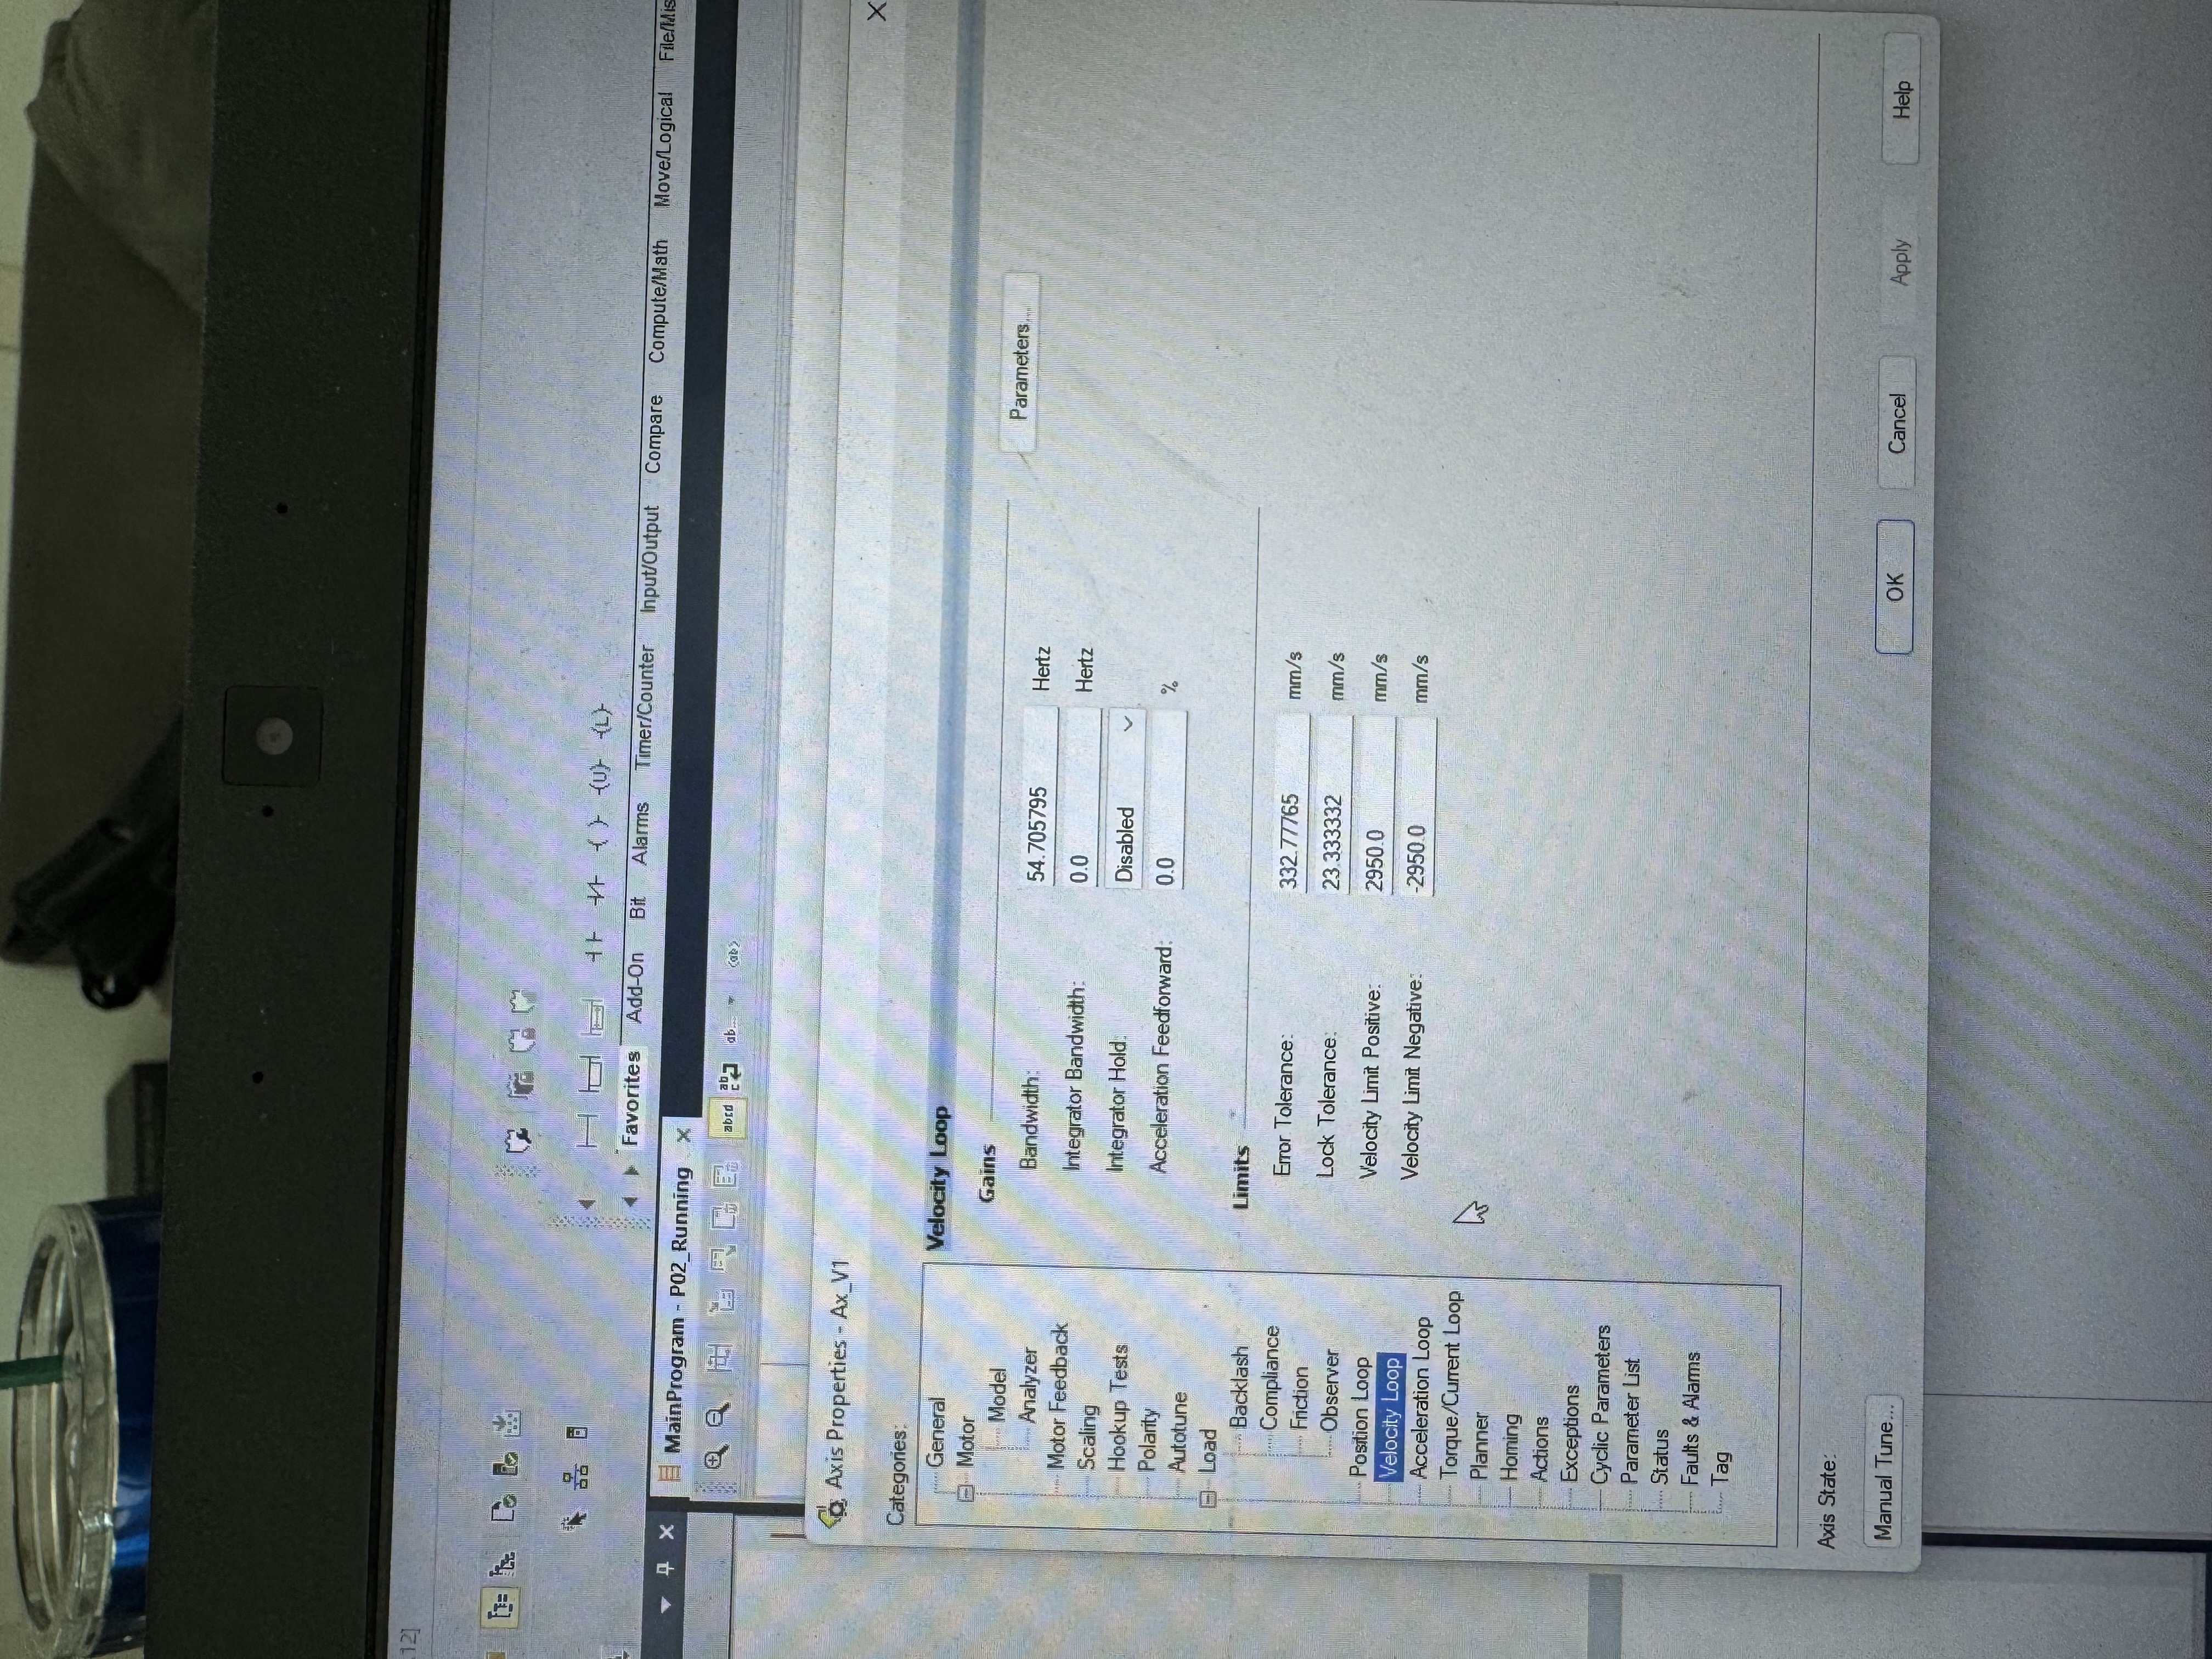 .12]
Favorites Add-On Bit Alarms Timer/Counter Input/Output Compare Compute/Math Move/Logical File/Mis
MainProgram - P02_Running
abcd ab c ab... <ab>
Axis Properties - Ax_V1
Categories:
General
Motor
Model
Analyzer
Motor Feedback
Scaling
Hookup Tests
Polarity
Autotune
Load
Backlash
Compliance
Friction
Observer
Position Loop
Velocity Loop
Acceleration Loop
Torque/Current Loop
Planner
Homing
Actions
Exceptions
Cyclic Parameters
Parameter List
Status
Faults & Alarms
Tag
Velocity Loop
Gains
Parameters...
Bandwidth: 54.705795 Hertz
Integrator Bandwidth: 0.0 Hertz
Integrator Hold: Disabled
Acceleration Feedforward: 0.0 %
Limits
Error Tolerance: 332.77765 mm/s
Lock Tolerance: 23.333332 mm/s
Velocity Limit Positive: 2950.0 mm/s
Velocity Limit Negative: -2950.0 mm/s
Axis State:
Manual Tune... OK Cancel Apply Help